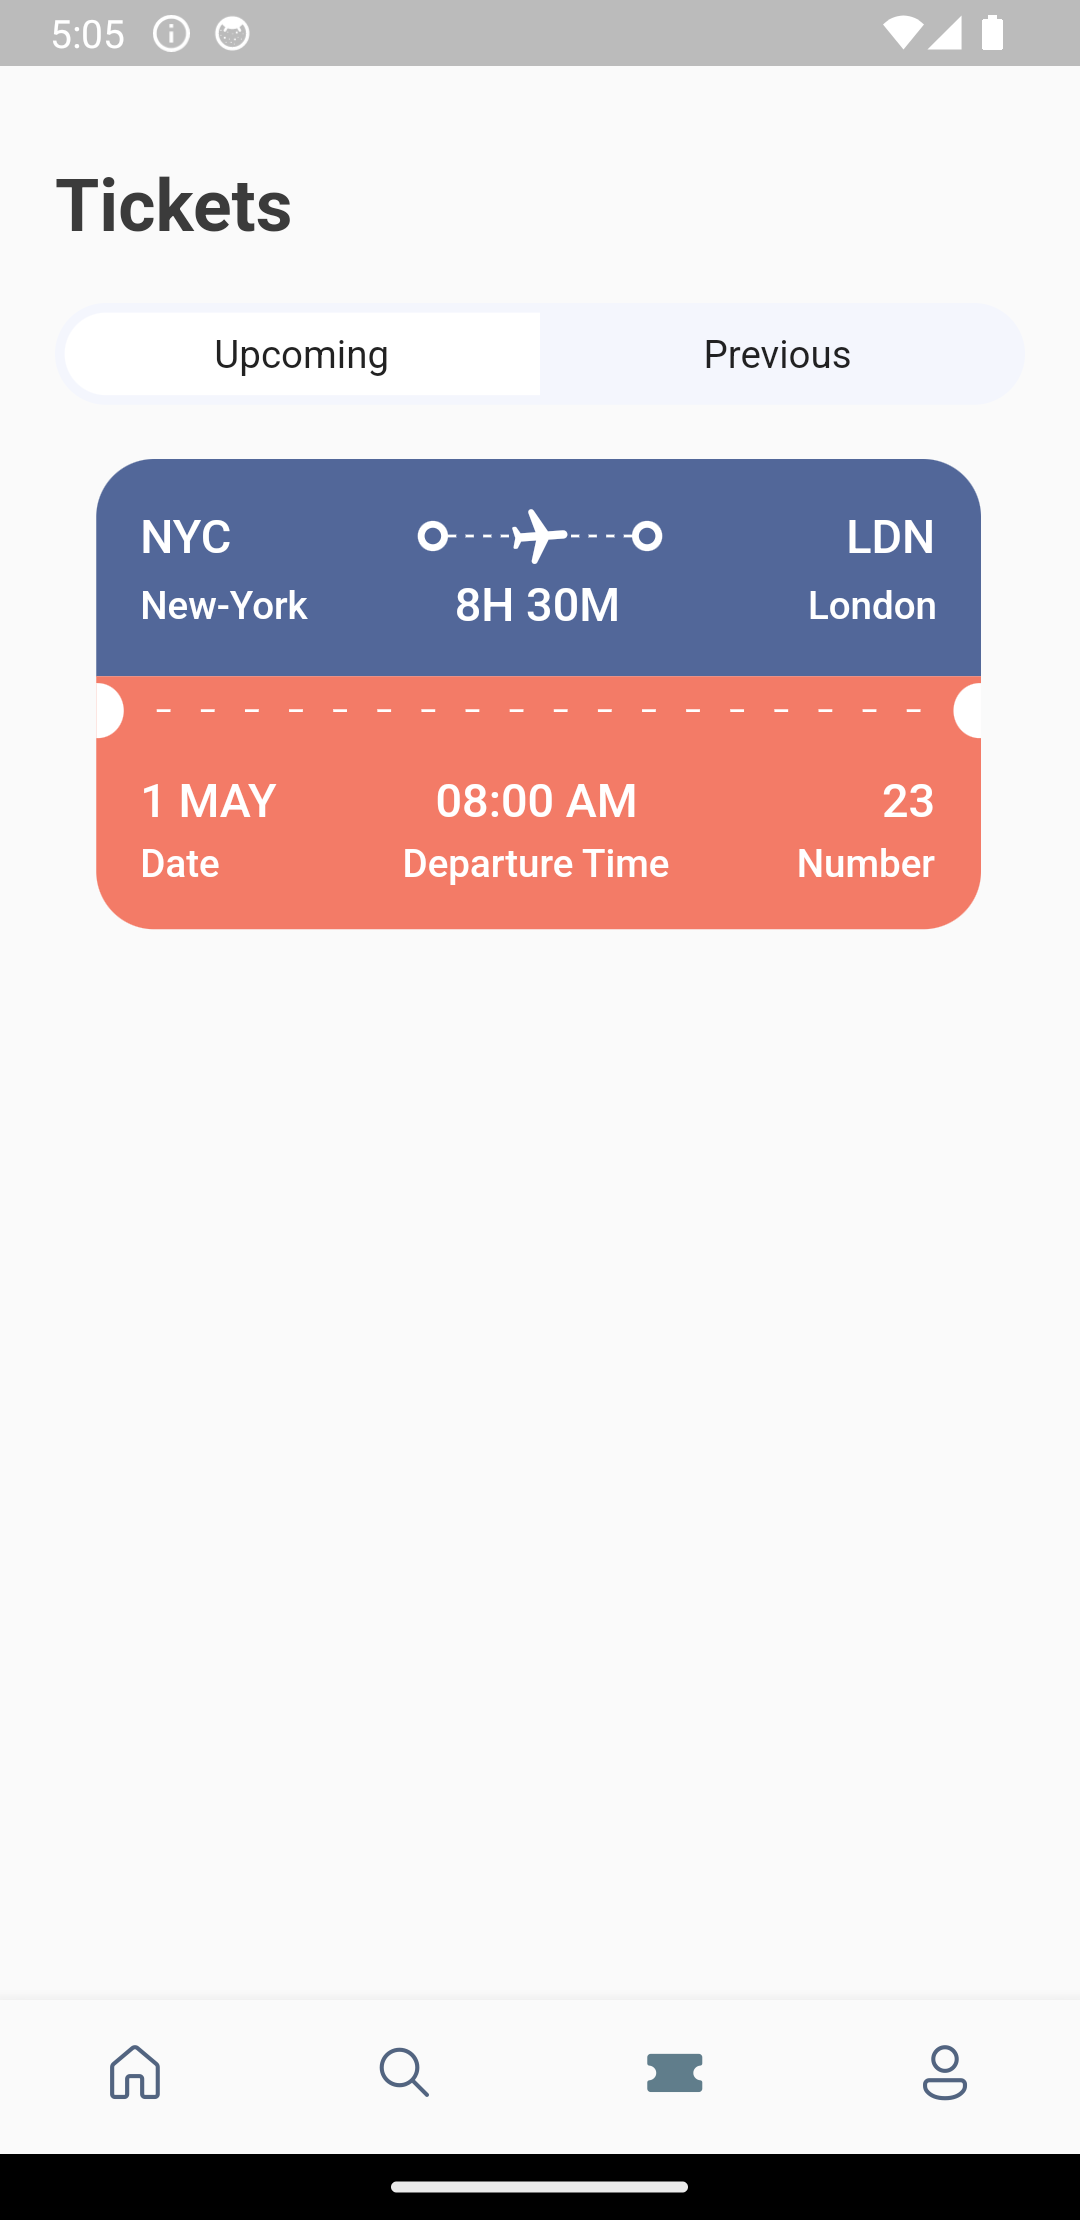 5:05
Tickets
Upcoming Previous
NYC LDN
New-York 8H 30M London
1 MAY 08:00 AM 23
Date Departure Time Number